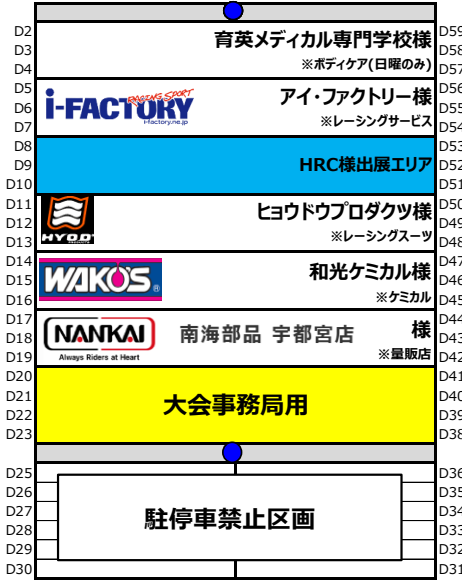 D2 育英メディカル専門学校様 D59
D3 D58
D4 ※ボディケア(日曜のみ) D57
D5 アイ・ファクトリー様 D56
RACING SPORT
D6 i-FACTORY D55
i-factory.ne.jp
D7 ※レーシングサービス D54
D8 D53
D9 HRC様出展エリア D52
D10 D51
D11 ヒョウドウプロダクツ様 D50
D12 D49
D13 HYOD ※レーシングスーツ D48
PRODUCTS
D14 和光ケミカル様 D47
D15 WAKO'S D46
D16 ※ケミカル D45
D17 様 D44
D18 NANKAI 南海部品 宇都宮店 D43
D19 Always Riders at Heart ※量販店 D42
D20 D41
D21 大会事務局用 D40
D22 D39
D23 D38
D25 D36
D26 D35
D27 駐停車禁止区画 D34
D28 D33
D29 D32
D30 D31